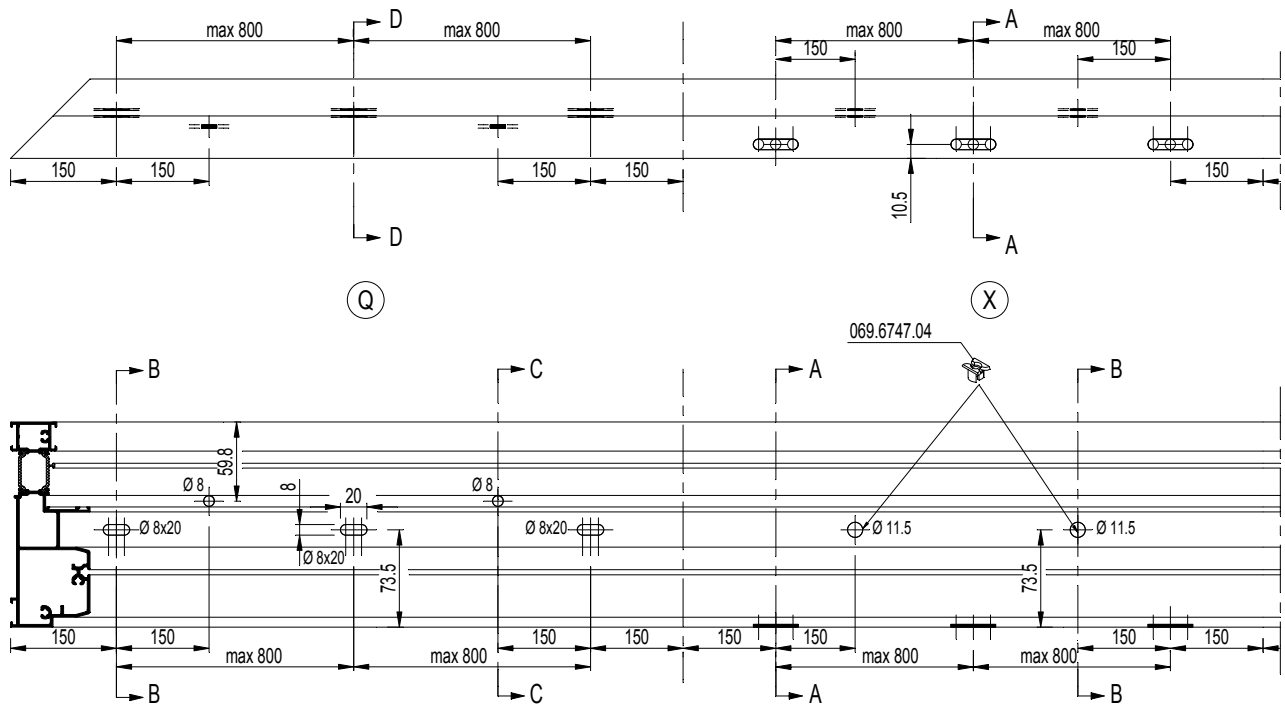 D A
max 800 max 800 max 800 max 800
150 150
150 150 150 150 150
10.5
D A
Q X
069.6747.04
B C A B
59.8
Ø 8 8 20 Ø 8
Ø 8x20 Ø 8x20 Ø 8x20 Ø 11.5 Ø 11.5
73.5 73.5
150 150 150 150 150 150 150 150
max 800 max 800 max 800 max 800
B C A B